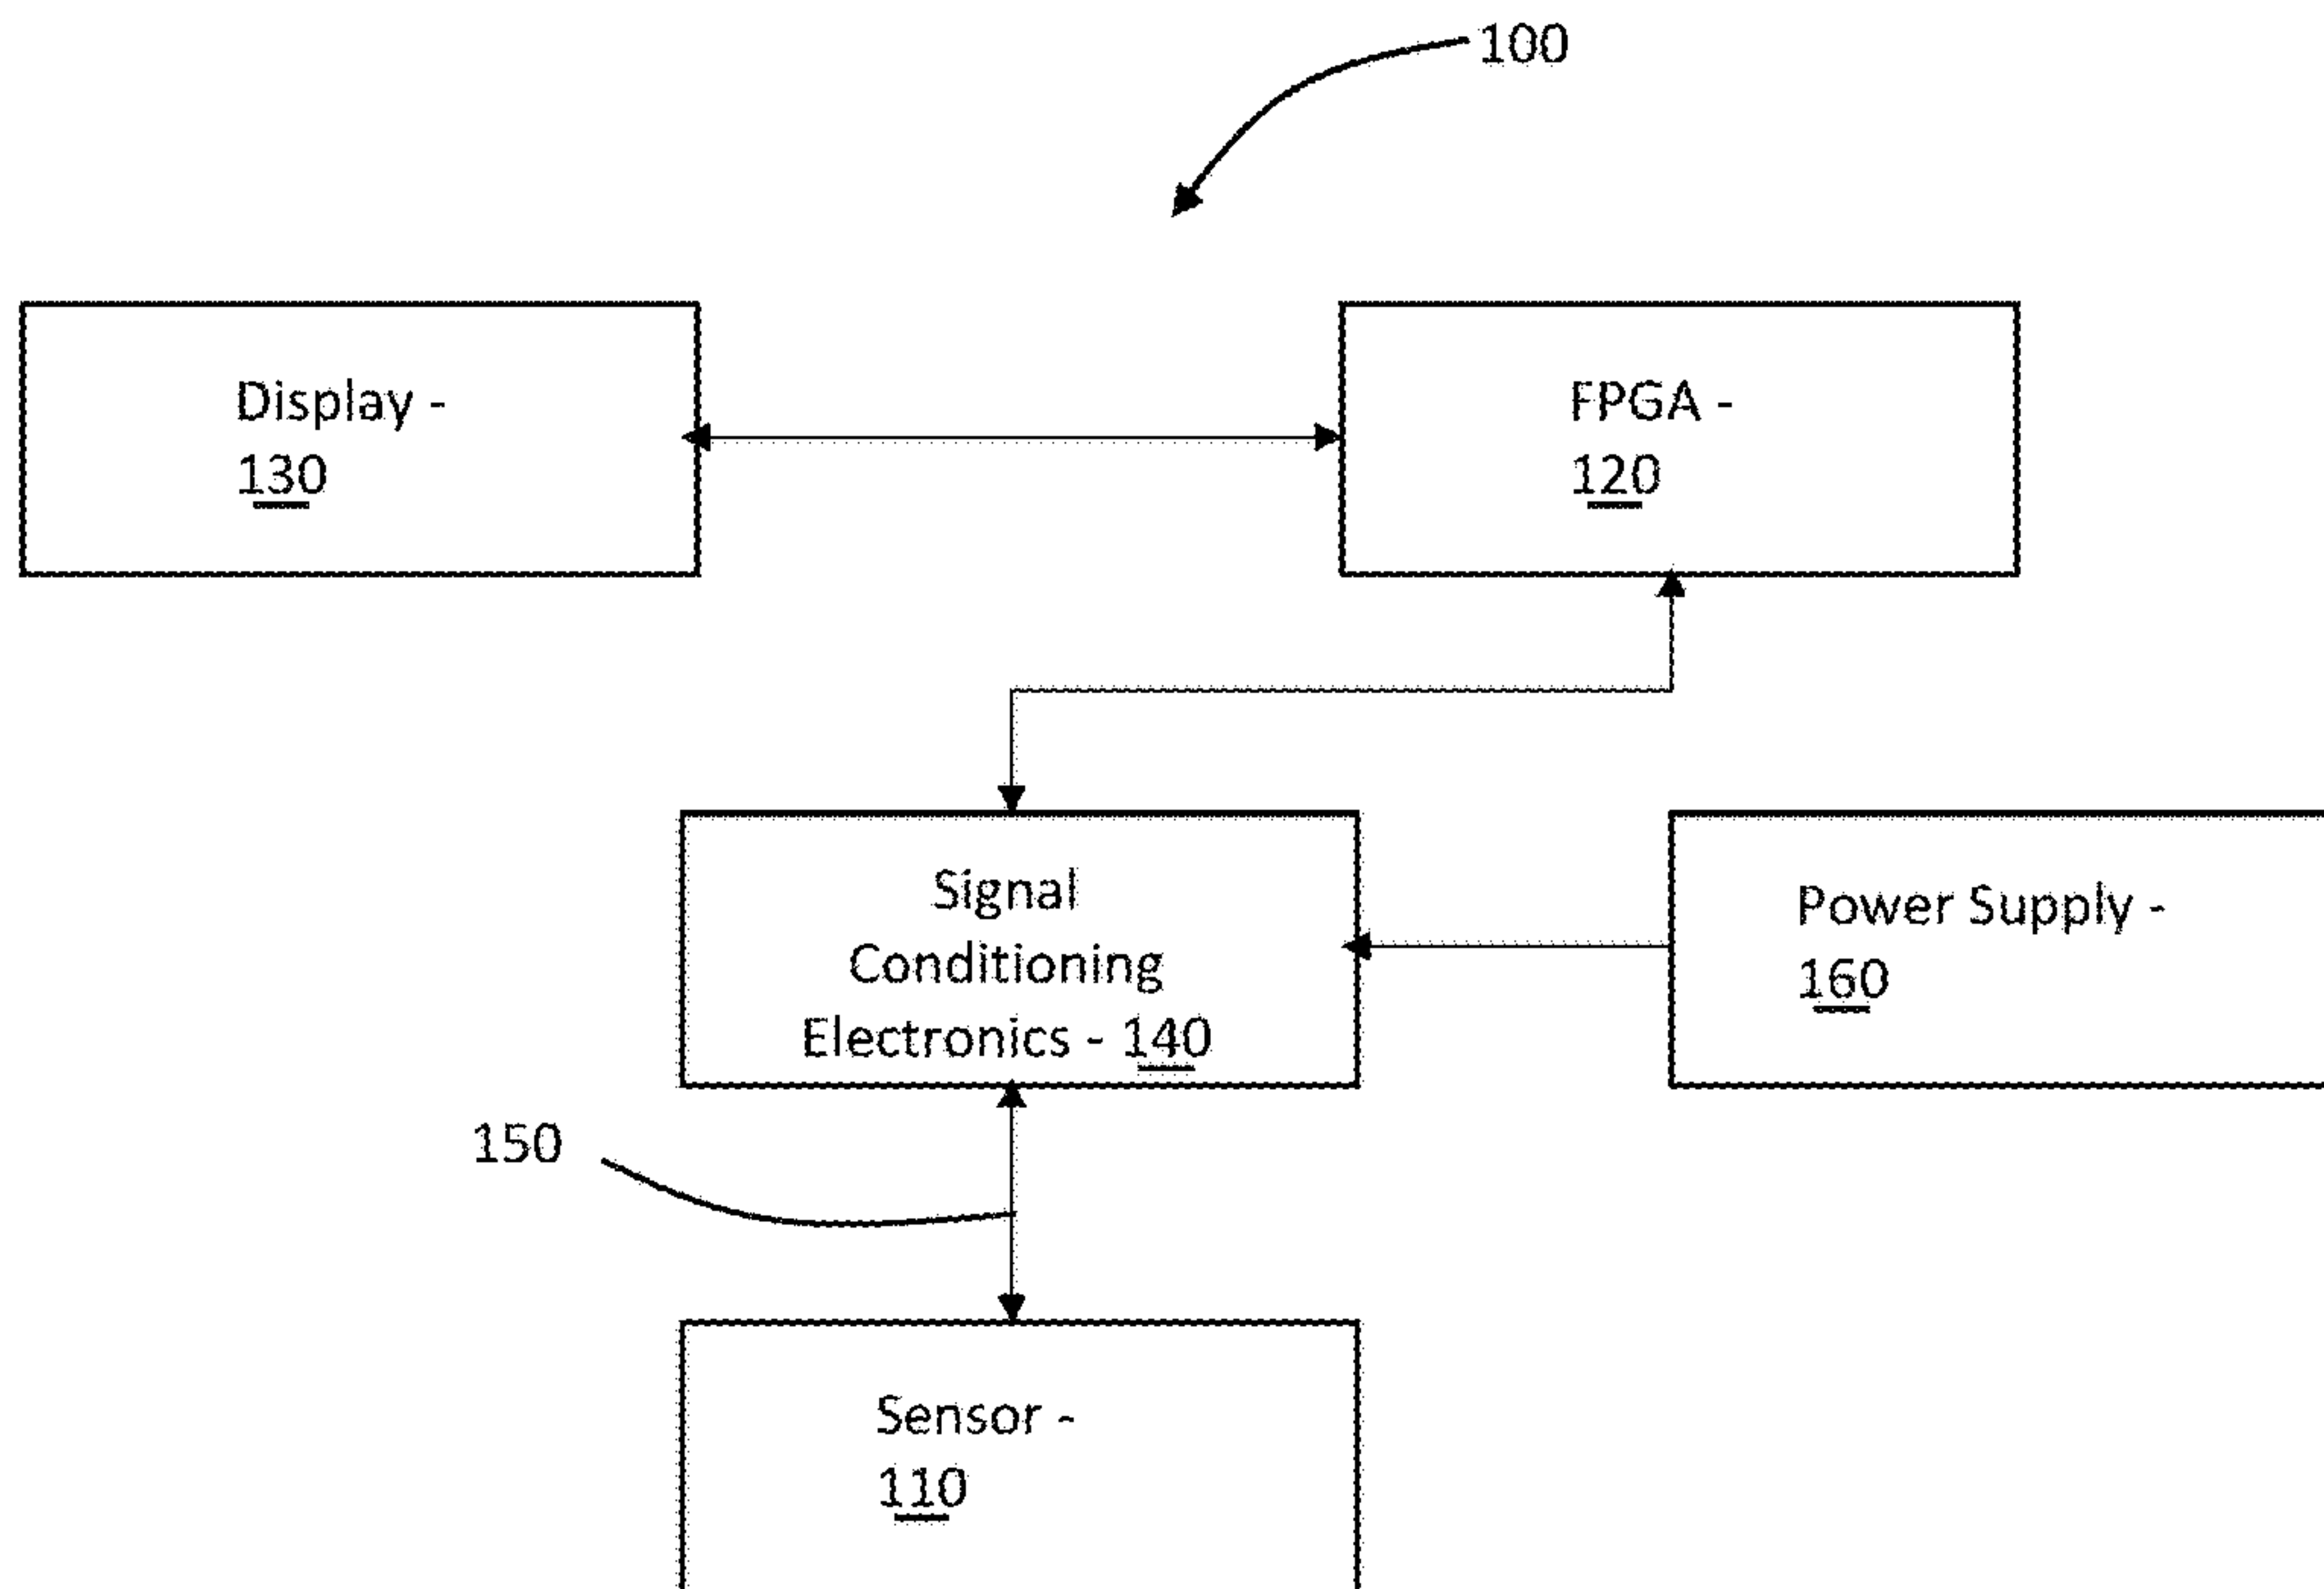 100
Display -
130
FPGA -
120
Signal
Conditioning
Electronics - 140
Power Supply -
160
150
Sensor -
110